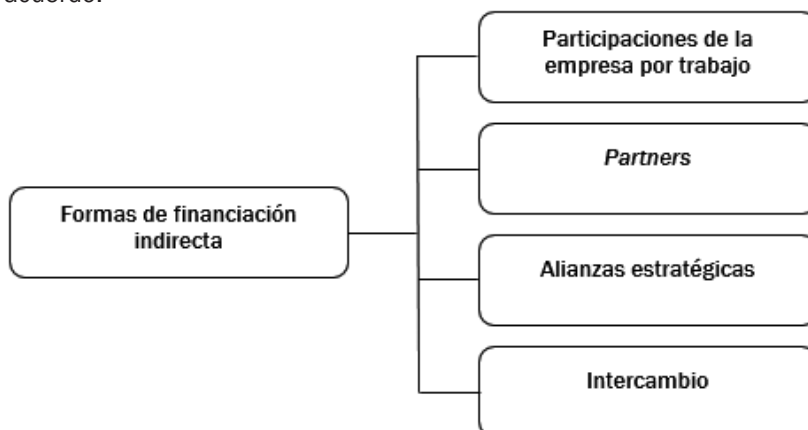 acuerdo.
Participaciones de la
empresa por trabajo
Partners
Formas de financiación
indirecta
Alianzas estratégicas
Intercambio